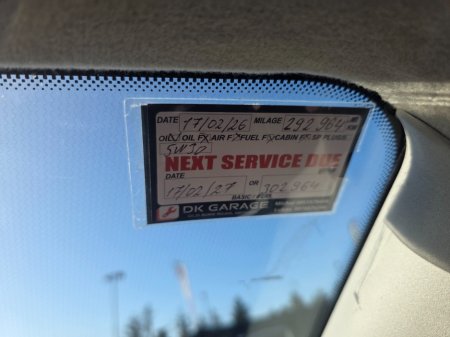 DATE 17/02/26 MILAGE 292 964
OIL OIL F AIR F FUEL F CABIN F SP.PLUGS
5W30
NEXT SERVICE DUE
DATE
17/02/27 OR 302 964
DK GARAGE